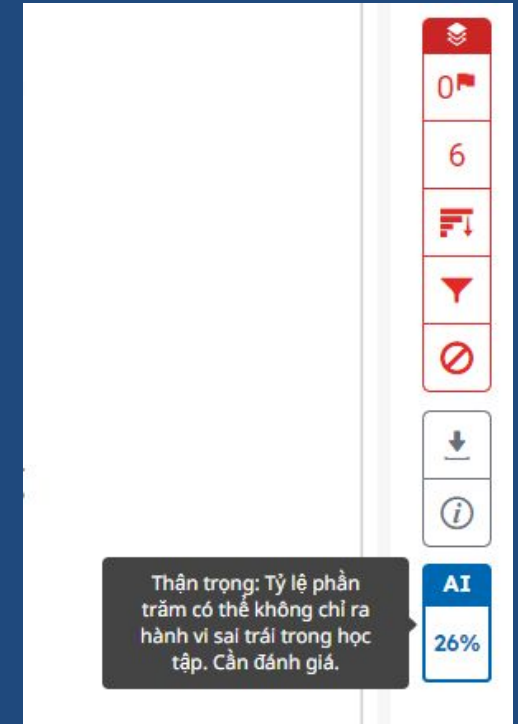 0
6
i
AI
26%
Thận trọng: Tỷ lệ phần
trăm có thể không chỉ ra
hành vi sai trái trong học
tập. Cần đánh giá.